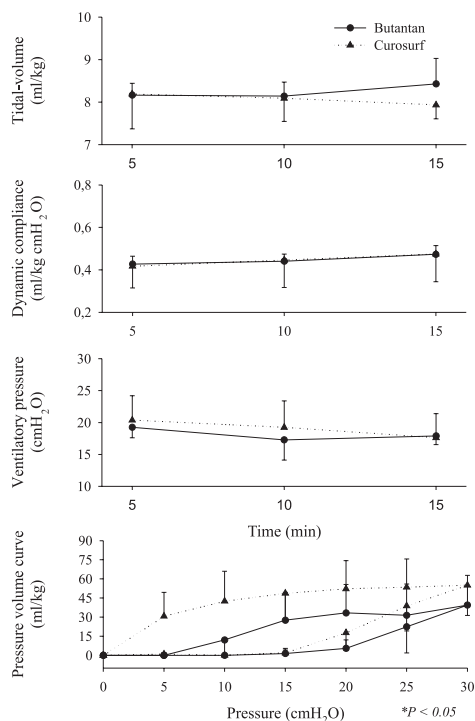 Butantan
Curosurf
Tidal-volume
(ml/kg)
10
9
8
7
5 10 15
Dynamic compliance
(ml/kg cmH2O)
0,8
0,6
0,4
0,2
5 10 15
Ventilatory pressure
(cmH2O)
30
25
20
15
10
5 10 15
Time (min)
Pressure volume curve
(ml/kg)
90
75
60
45
30
15
0
0 5 10 15 20 25 30
Pressure (cmH2O)
*P < 0.05